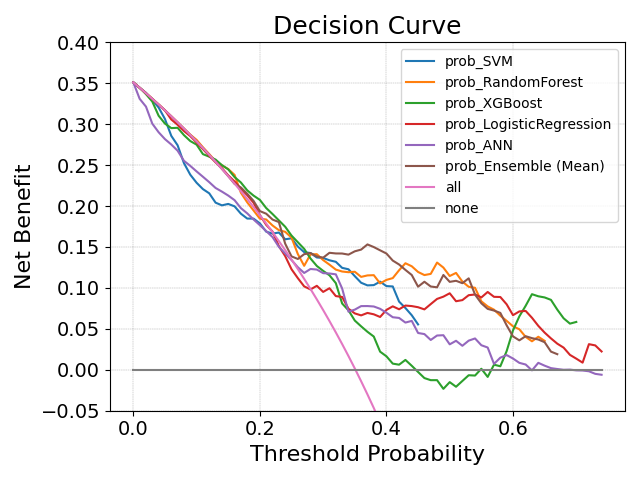 Decision Curve
0.40
0.35
0.30
0.25
0.20
0.15
0.10
0.05
0.00
−0.05
Net Benefit
prob_SVM
prob_RandomForest
prob_XGBoost
prob_LogisticRegression
prob_ANN
prob_Ensemble (Mean)
all
none
0.0 0.2 0.4 0.6
Threshold Probability